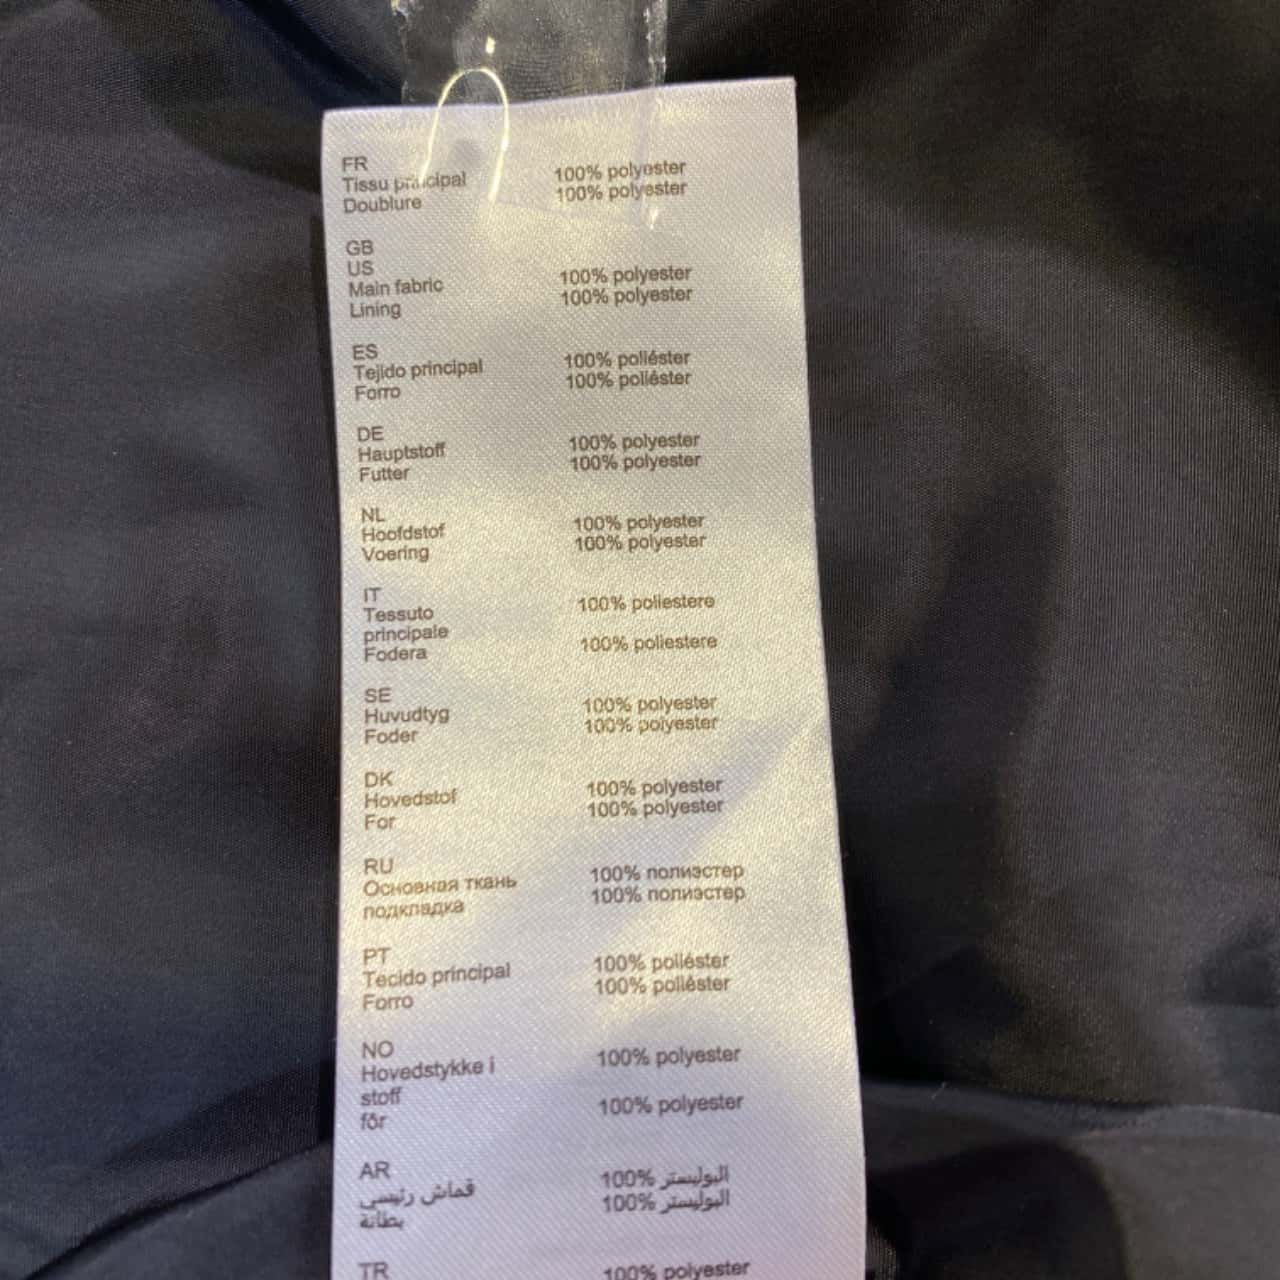 FR
Tissu principal 100% polyester
Doublure 100% polyester
GB
US
Main fabric 100% polyester
Lining 100% polyester
ES
Tejido principal 100% poliéster
Forro 100% poliéster
DE
Hauptstoff 100% polyester
Futter 100% polyester
NL
Hoofdstof 100% polyester
Voering 100% polyester
IT
Tessuto 100% poliestere
principale
Fodera 100% poliestere
SE
Huvudtyg 100% polyester
Foder 100% polyester
DK
Hovedstof 100% polyester
For 100% polyester
RU
Основная ткань 100% полиэстер
подкладка 100% полиэстер
PT
Tecido principal 100% poliéster
Forro 100% poliéster
NO
Hovedstykke i 100% polyester
stoff
fôr 100% polyester
AR
قماش رئيسي 100% البوليستر
بطانة 100% البوليستر
TR 100% polyester